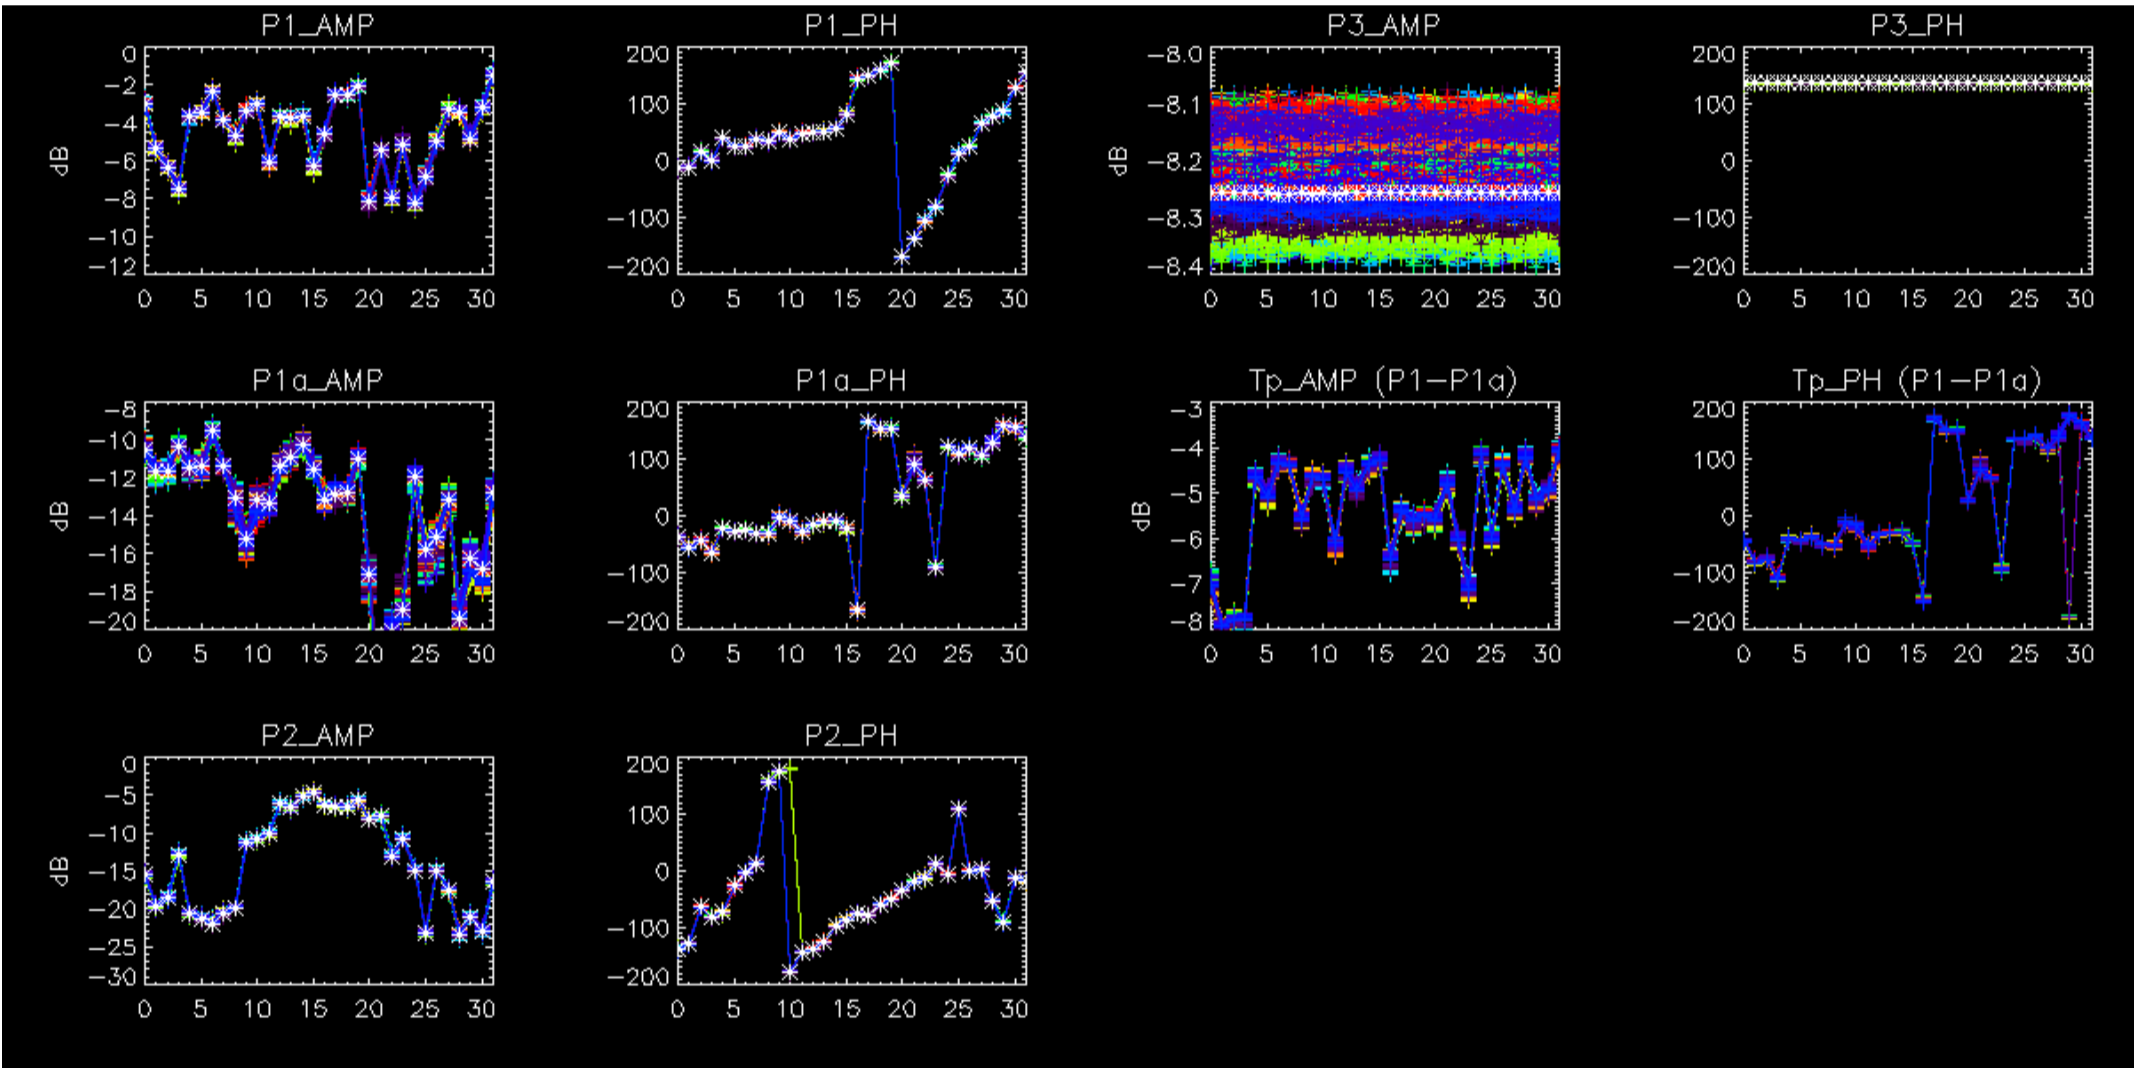 P1_AMP P1_PH P3_AMP P3_PH
0 200 -8.0 200
-2
-4 100 -8.1 100
dB -6 0 dB -8.2 0
-8
-10 -100 -8.3 -100
-12 -200 -8.4 -200
0 5 10 15 20 25 30 0 5 10 15 20 25 30 0 5 10 15 20 25 30 0 5 10 15 20 25 30
P1a_AMP P1a_PH Tp_AMP (P1-P1a) Tp_PH (P1-P1a)
-8 200 -3 200
-10 -4
-12 100 100
dB -14 0 dB -5 0
-16 -6
-18 -100 -7 -100
-20 -200 -8 -200
0 5 10 15 20 25 30 0 5 10 15 20 25 30 0 5 10 15 20 25 30 0 5 10 15 20 25 30
P2_AMP P2_PH
0 200
-5
-10 100
dB -15 0
-20
-25 -100
-30 -200
0 5 10 15 20 25 30 0 5 10 15 20 25 30